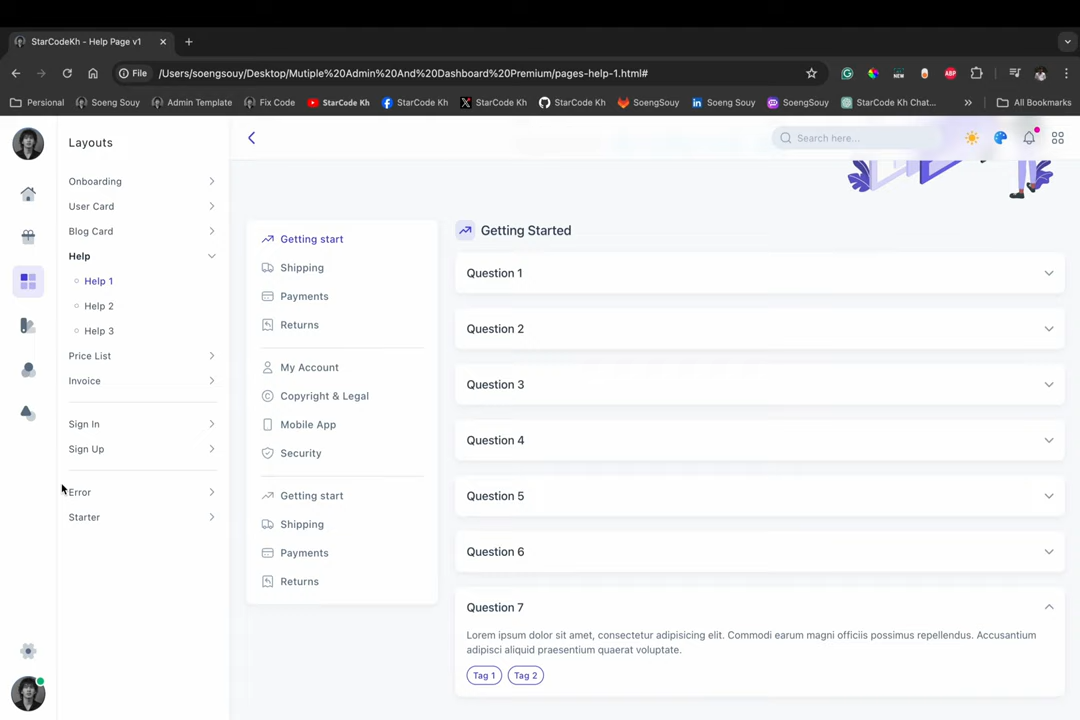 StarCodeKh - Help Page v1
File /Users/soengsouy/Desktop/Mutiple%20Admin%20And%20Dashboard%20Premium/pages-help-1.html#
Personal Soeng Souy Admin Template Fix Code StarCode Kh StarCode Kh StarCode Kh StarCode Kh SoengSouy Soeng Souy SoengSouy StarCode Kh Chat... » All Bookmarks
Layouts
Search here...
Onboarding
User Card
Blog Card
Help
Help 1
Help 2
Help 3
Price List
Invoice
Sign In
Sign Up
Error
Starter
Getting start
Shipping
Payments
Returns
My Account
Copyright & Legal
Mobile App
Security
Getting start
Shipping
Payments
Returns
Getting Started
Question 1
Question 2
Question 3
Question 4
Question 5
Question 6
Question 7
Lorem ipsum dolor sit amet, consectetur adipisicing elit. Commodi earum magni officiis possimus repellendus. Accusantium
adipisci aliquid praesentium quaerat voluptate.
Tag 1 Tag 2